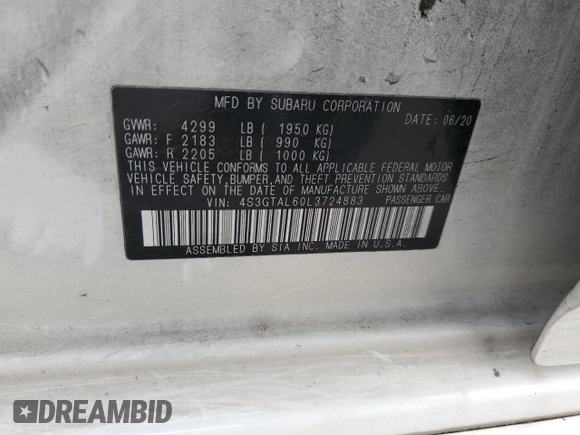 MFD BY SUBARU CORPORATION
DATE: 06/20
GVWR: 4299 LB ( 1950 KG)
GAWR: F 2183 LB ( 990 KG)
GAWR: R 2205 LB ( 1000 KG)
THIS VEHICLE CONFORMS TO ALL APPLICABLE FEDERAL MOTOR
VEHICLE SAFETY, BUMPER, AND THEFT PREVENTION STANDARDS
IN EFFECT ON THE DATE OF MANUFACTURE SHOWN ABOVE.
VIN: 4S3GTAL60L3724883 PASSENGER CAR
ASSEMBLED BY SIA INC. MADE IN U.S.A.
DREAMBID